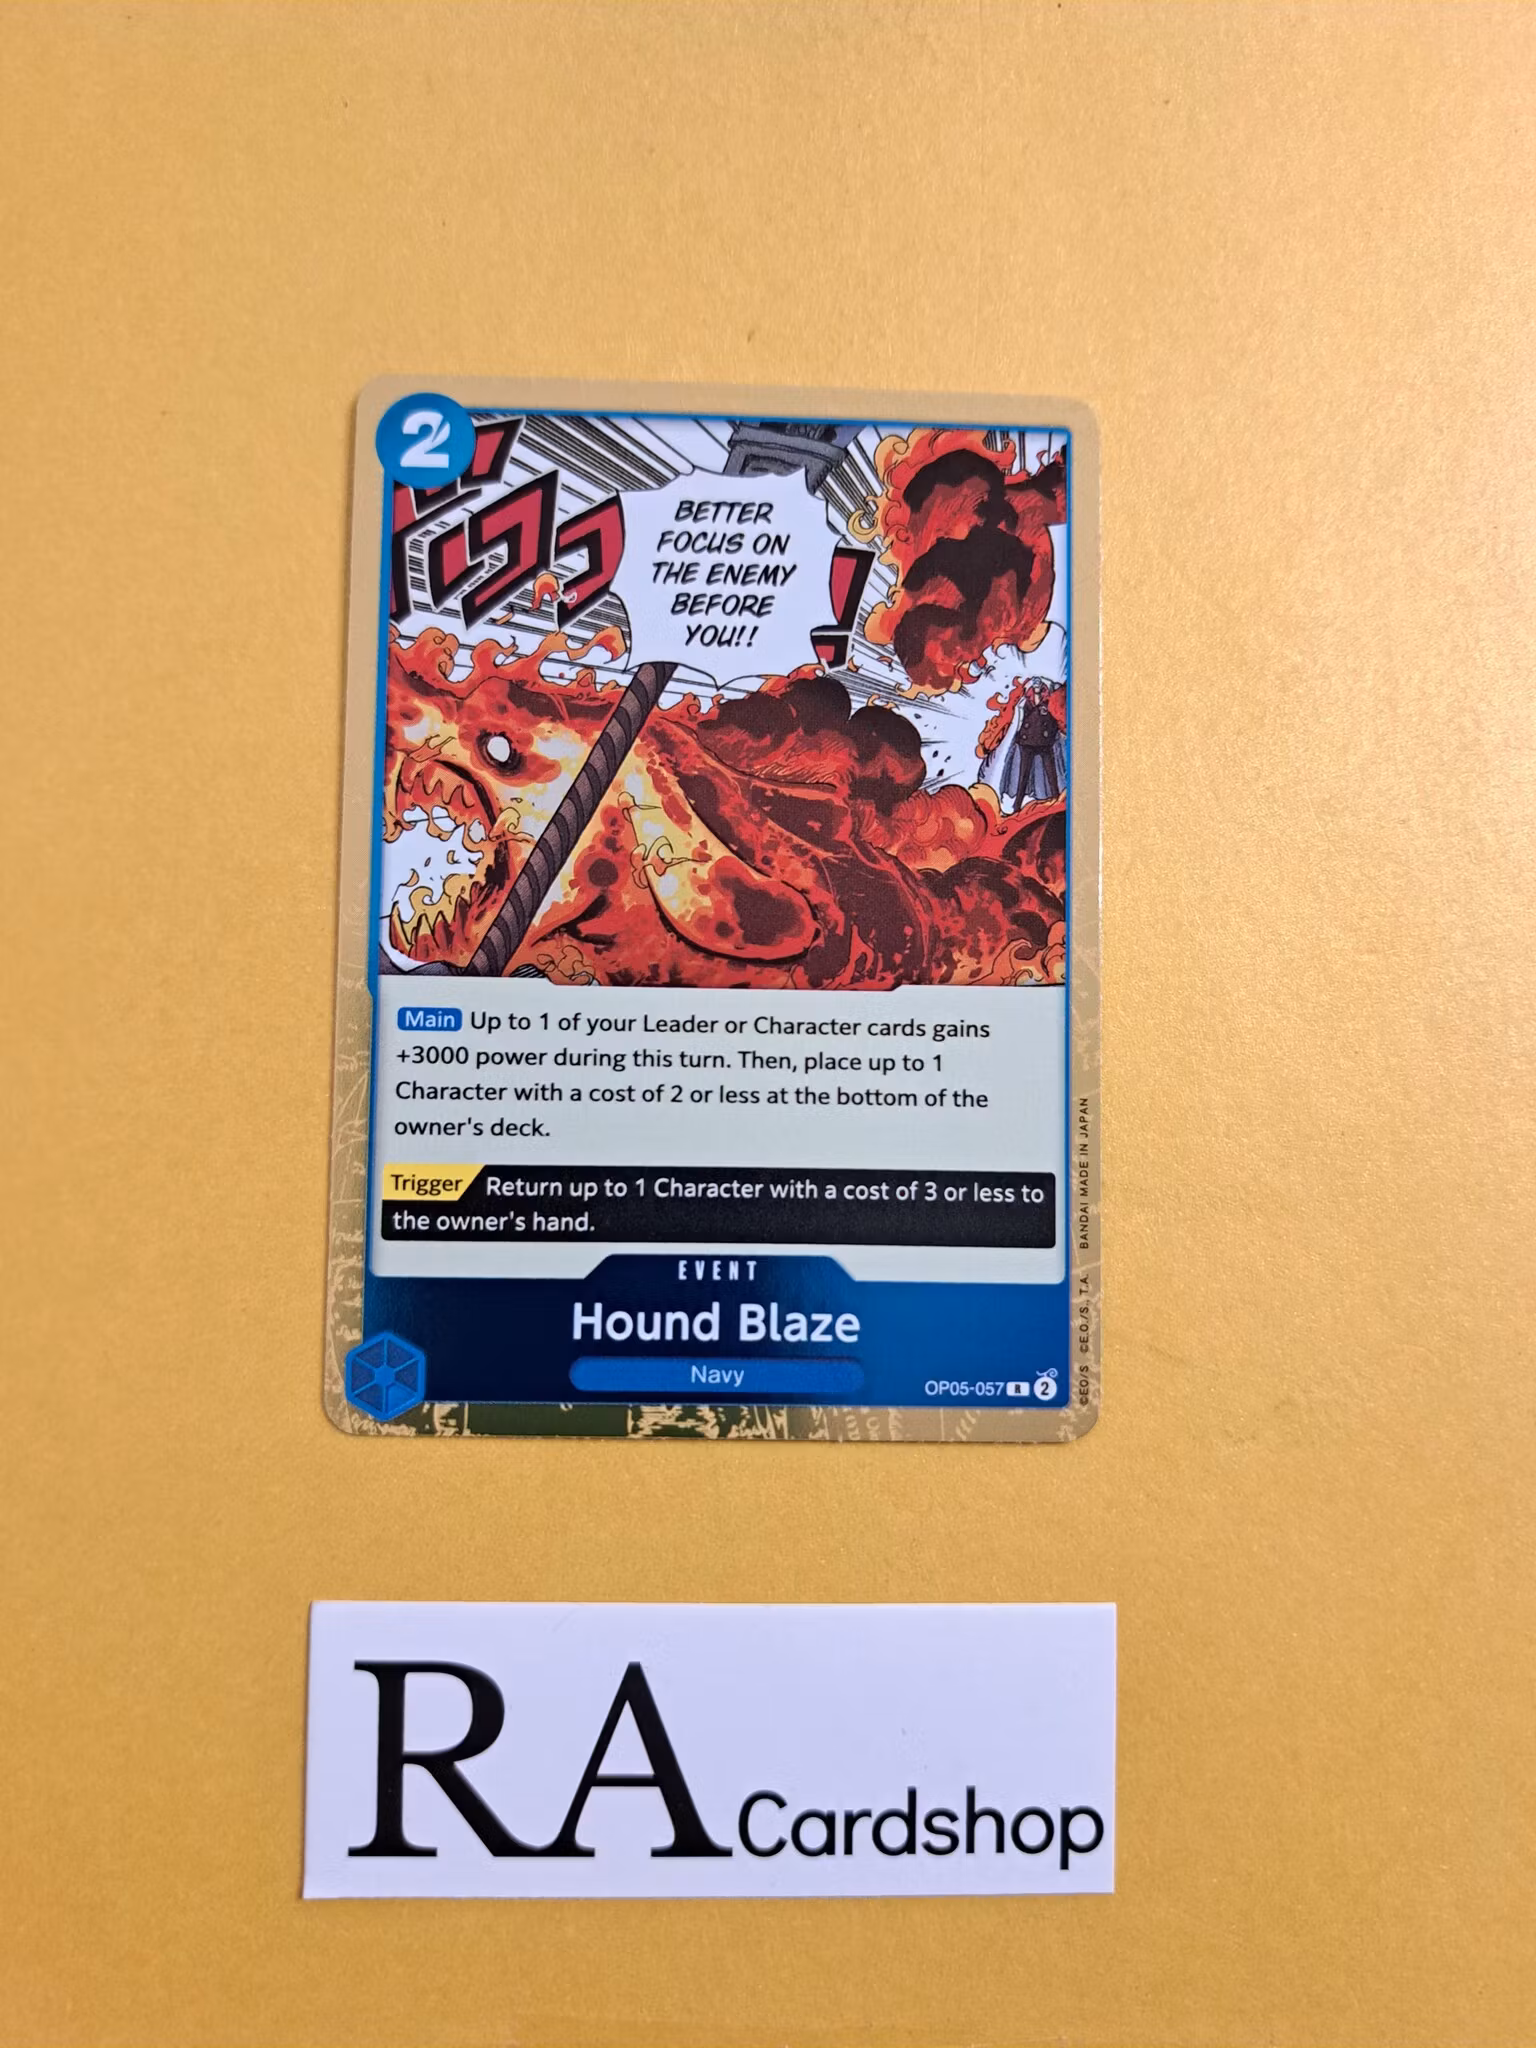 2
BETTER
FOCUS ON
THE ENEMY
BEFORE
YOU!!
Main Up to 1 of your Leader or Character cards gains
+3000 power during this turn. Then, place up to 1
Character with a cost of 2 or less at the bottom of the
owner's deck.
Trigger Return up to 1 Character with a cost of 3 or less to
the owner's hand.
EVENT
Hound Blaze
Navy
OP05-057 R 2
©EO/S ©E.O./S., T.A. BANDAI MADE IN JAPAN
RA Cardshop